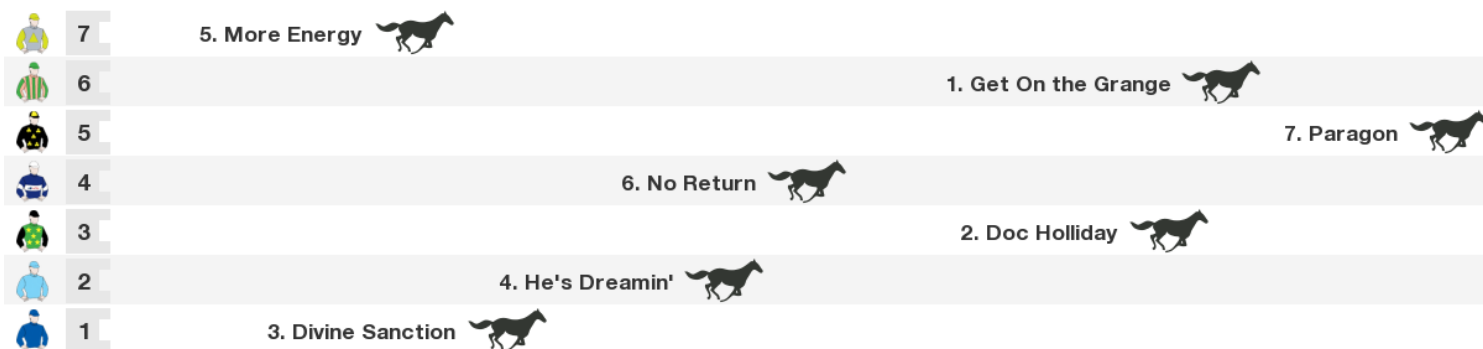 7 5. More Energy
6 1. Get On the Grange
5 7. Paragon
4 6. No Return
3 2. Doc Holliday
2 4. He's Dreamin'
1 3. Divine Sanction